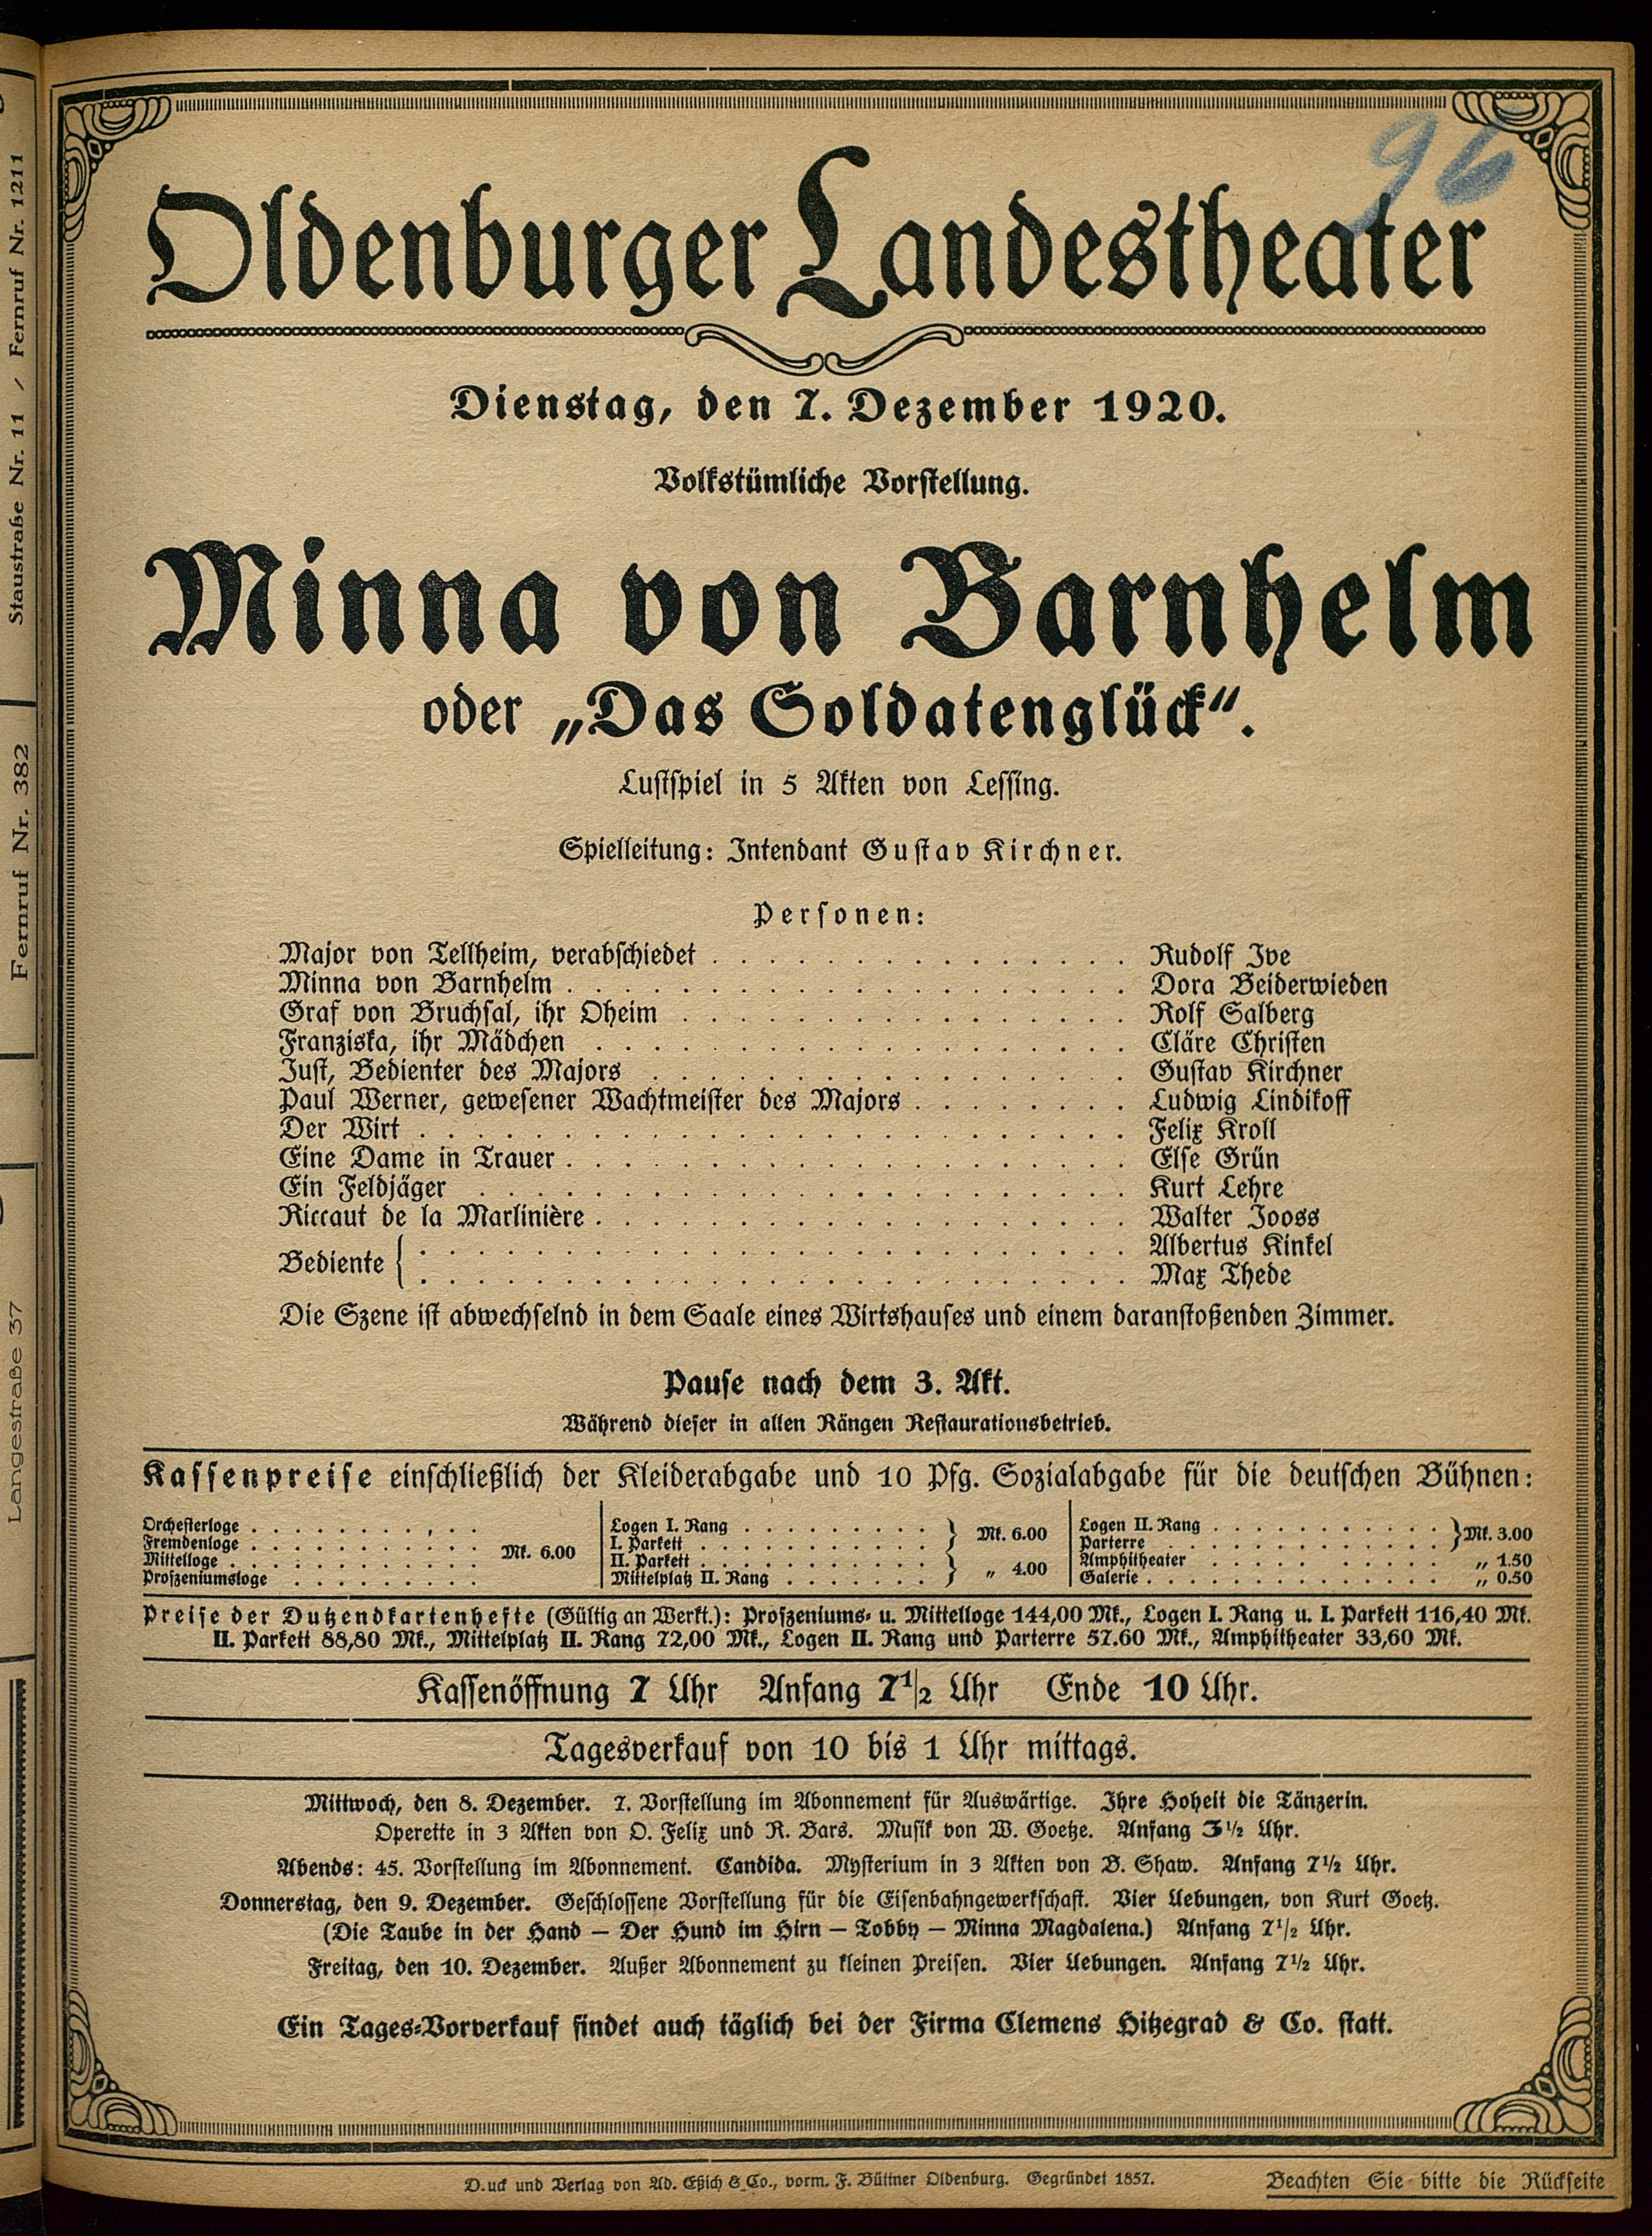 Staustraße Nr. 11 / Fernruf Nr. 1211
Fernruf Nr. 382
Langestraße 37
96
Oldenburger Landestheater
Dienstag, den 7. Dezember 1920.
Volkstümliche Vorstellung.
Minna von Barnhelm
oder „Das Soldatenglück“.
Lustspiel in 5 Akten von Lessing.
Spielleitung: Intendant Gustav Kirchner.
Personen:
Major von Tellheim, verabschiedet . . . . . . . . . . . . . . . Rudolf Ive
Minna von Barnhelm . . . . . . . . . . . . . . . . . . . . Dora Beiderwieden
Graf von Bruchsal, ihr Oheim . . . . . . . . . . . . . . . . Rolf Salberg
Franziska, ihr Mädchen . . . . . . . . . . . . . . . . . . . Cläre Christen
Just, Bedienter des Majors . . . . . . . . . . . . . . . . . Gustav Kirchner
Paul Werner, gewesener Wachtmeister des Majors . . . . . . . . Ludwig Lindikoff
Der Wirt . . . . . . . . . . . . . . . . . . . . . . . . . Felix Kroll
Eine Dame in Trauer . . . . . . . . . . . . . . . . . . . . Else Grün
Ein Feldjäger . . . . . . . . . . . . . . . . . . . . . . . Kurt Lehre
Riccaut de la Marlinière . . . . . . . . . . . . . . . . . . . Walter Jooss
Bediente { . . . . . . . . . . . . . . . . . . . . . . . . . Albertus Kinkel
. . . . . . . . . . . . . . . . . . . . . . . . . Max Thede
Die Szene ist abwechselnd in dem Saale eines Wirtshauses und einem daranstoßenden Zimmer.
Pause nach dem 3. Akt.
Während dieser in allen Rängen Restaurationsbetrieb.
Kassenpreise einschließlich der Kleiderabgabe und 10 Pfg. Sozialabgabe für die deutschen Bühnen:
Orchesterloge . . . . . . . . . .
Fremdenloge . . . . . . . . . .
Mittelloge . . . . . . . . . . Mk. 6.00
Proszeniumsloge . . . . . . . .
Logen I. Rang . . . . . . . . }
I. Parkett . . . . . . . . . . } Mk. 6.00
II. Parkett . . . . . . . . . . }
Mittelplatz II. Rang . . . . . . . } „ 4.00
Logen II. Rang . . . . . . . . . }
Parterre . . . . . . . . . . . } Mk. 3.00
Amphitheater . . . . . . . . . . „ 1.50
Galerie . . . . . . . . . . . . „ 0.50
Preise der Dutzendkartenhefte (Gültig an Werkt.): Proszeniums- u. Mittelloge 144,00 Mk., Logen I. Rang u. I. Parkett 116,40 Mk.
II. Parkett 88,80 Mk., Mittelplatz II. Rang 72,00 Mk., Logen II. Rang und Parterre 57.60 Mk., Amphitheater 33,60 Mk.
Kassenöffnung 7 Uhr Anfang 7 1/2 Uhr Ende 10 Uhr.
Tagesverkauf von 10 bis 1 Uhr mittags.
Mittwoch, den 8. Dezember. 7. Vorstellung im Abonnement für Auswärtige. Ihre Hoheit die Tänzerin.
Operette in 3 Akten von O. Felix und R. Bars. Musik von W. Goetze. Anfang 3 1/2 Uhr.
Abends: 45. Vorstellung im Abonnement. Candida. Mysterium in 3 Akten von B. Shaw. Anfang 7 1/2 Uhr.
Donnerstag, den 9. Dezember. Geschlossene Vorstellung für die Eisenbahngewerkschaft. Vier Uebungen, von Kurt Goetz.
(Die Taube in der Hand — Der Hund im Hirn — Tobby — Minna Magdalena.) Anfang 7 1/2 Uhr.
Freitag, den 10. Dezember. Außer Abonnement zu kleinen Preisen. Vier Uebungen. Anfang 7 1/2 Uhr.
Ein Tages-Vorverkauf findet auch täglich bei der Firma Clemens Hitzegrad & Co. statt.
D.uck und Verlag von Ad. Eßich & Co., vorm. F. Büttner Oldenburg. Gegründet 1857.
Beachten Sie bitte die Rückseite